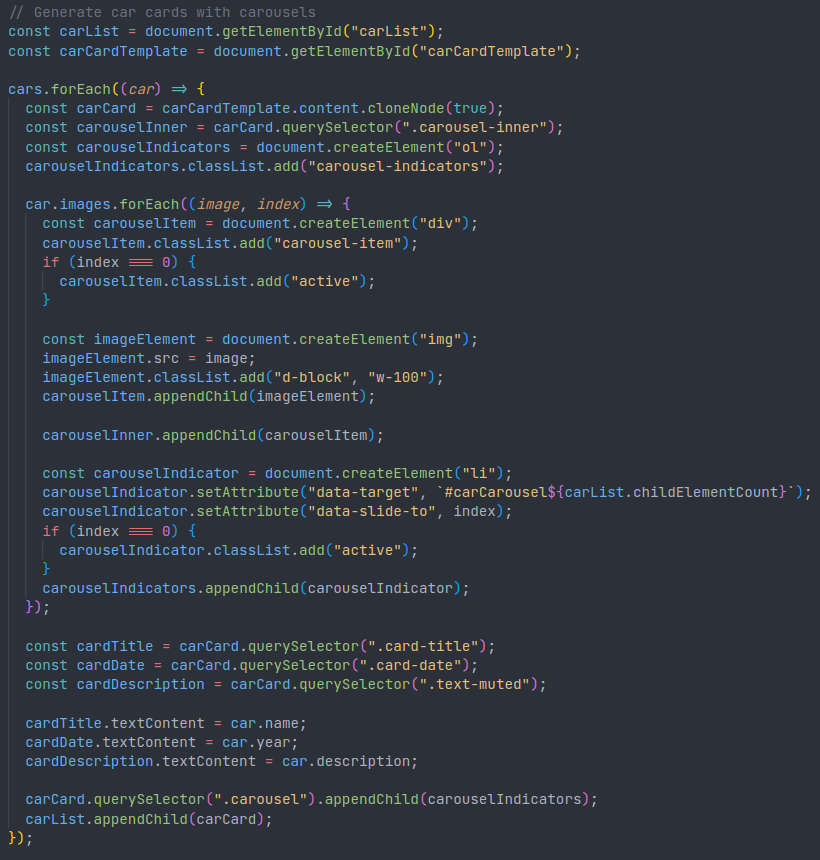 // Generate car cards with carousels
const carList = document.getElementById("carList");
const carCardTemplate = document.getElementById("carCardTemplate");

cars.forEach((car) => {
  const carCard = carCardTemplate.content.cloneNode(true);
  const carouselInner = carCard.querySelector(".carousel-inner");
  const carouselIndicators = document.createElement("ol");
  carouselIndicators.classList.add("carousel-indicators");

  car.images.forEach((image, index) => {
    const carouselItem = document.createElement("div");
    carouselItem.classList.add("carousel-item");
    if (index === 0) {
      carouselItem.classList.add("active");
    }

    const imageElement = document.createElement("img");
    imageElement.src = image;
    imageElement.classList.add("d-block", "w-100");
    carouselItem.appendChild(imageElement);

    carouselInner.appendChild(carouselItem);

    const carouselIndicator = document.createElement("li");
    carouselIndicator.setAttribute("data-target", `#carCarousel${carList.childElementCount}`);
    carouselIndicator.setAttribute("data-slide-to", index);
    if (index === 0) {
      carouselIndicator.classList.add("active");
    }
    carouselIndicators.appendChild(carouselIndicator);
  });

  const cardTitle = carCard.querySelector(".card-title");
  const cardDate = carCard.querySelector(".card-date");
  const cardDescription = carCard.querySelector(".text-muted");

  cardTitle.textContent = car.name;
  cardDate.textContent = car.year;
  cardDescription.textContent = car.description;

  carCard.querySelector(".carousel").appendChild(carouselIndicators);
  carList.appendChild(carCard);
});